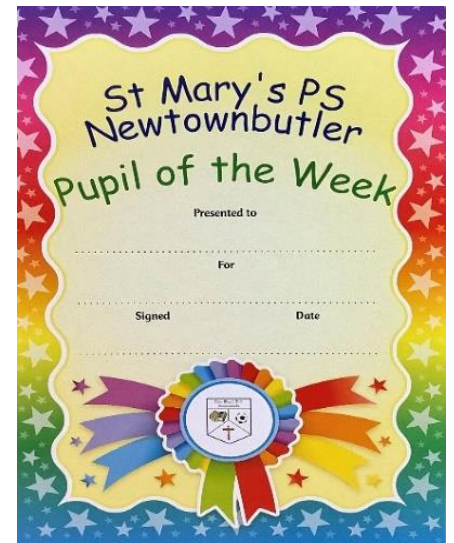 St Mary's PS
Newtownbutler
Pupil of the Week
Presented to
For
Signed Date